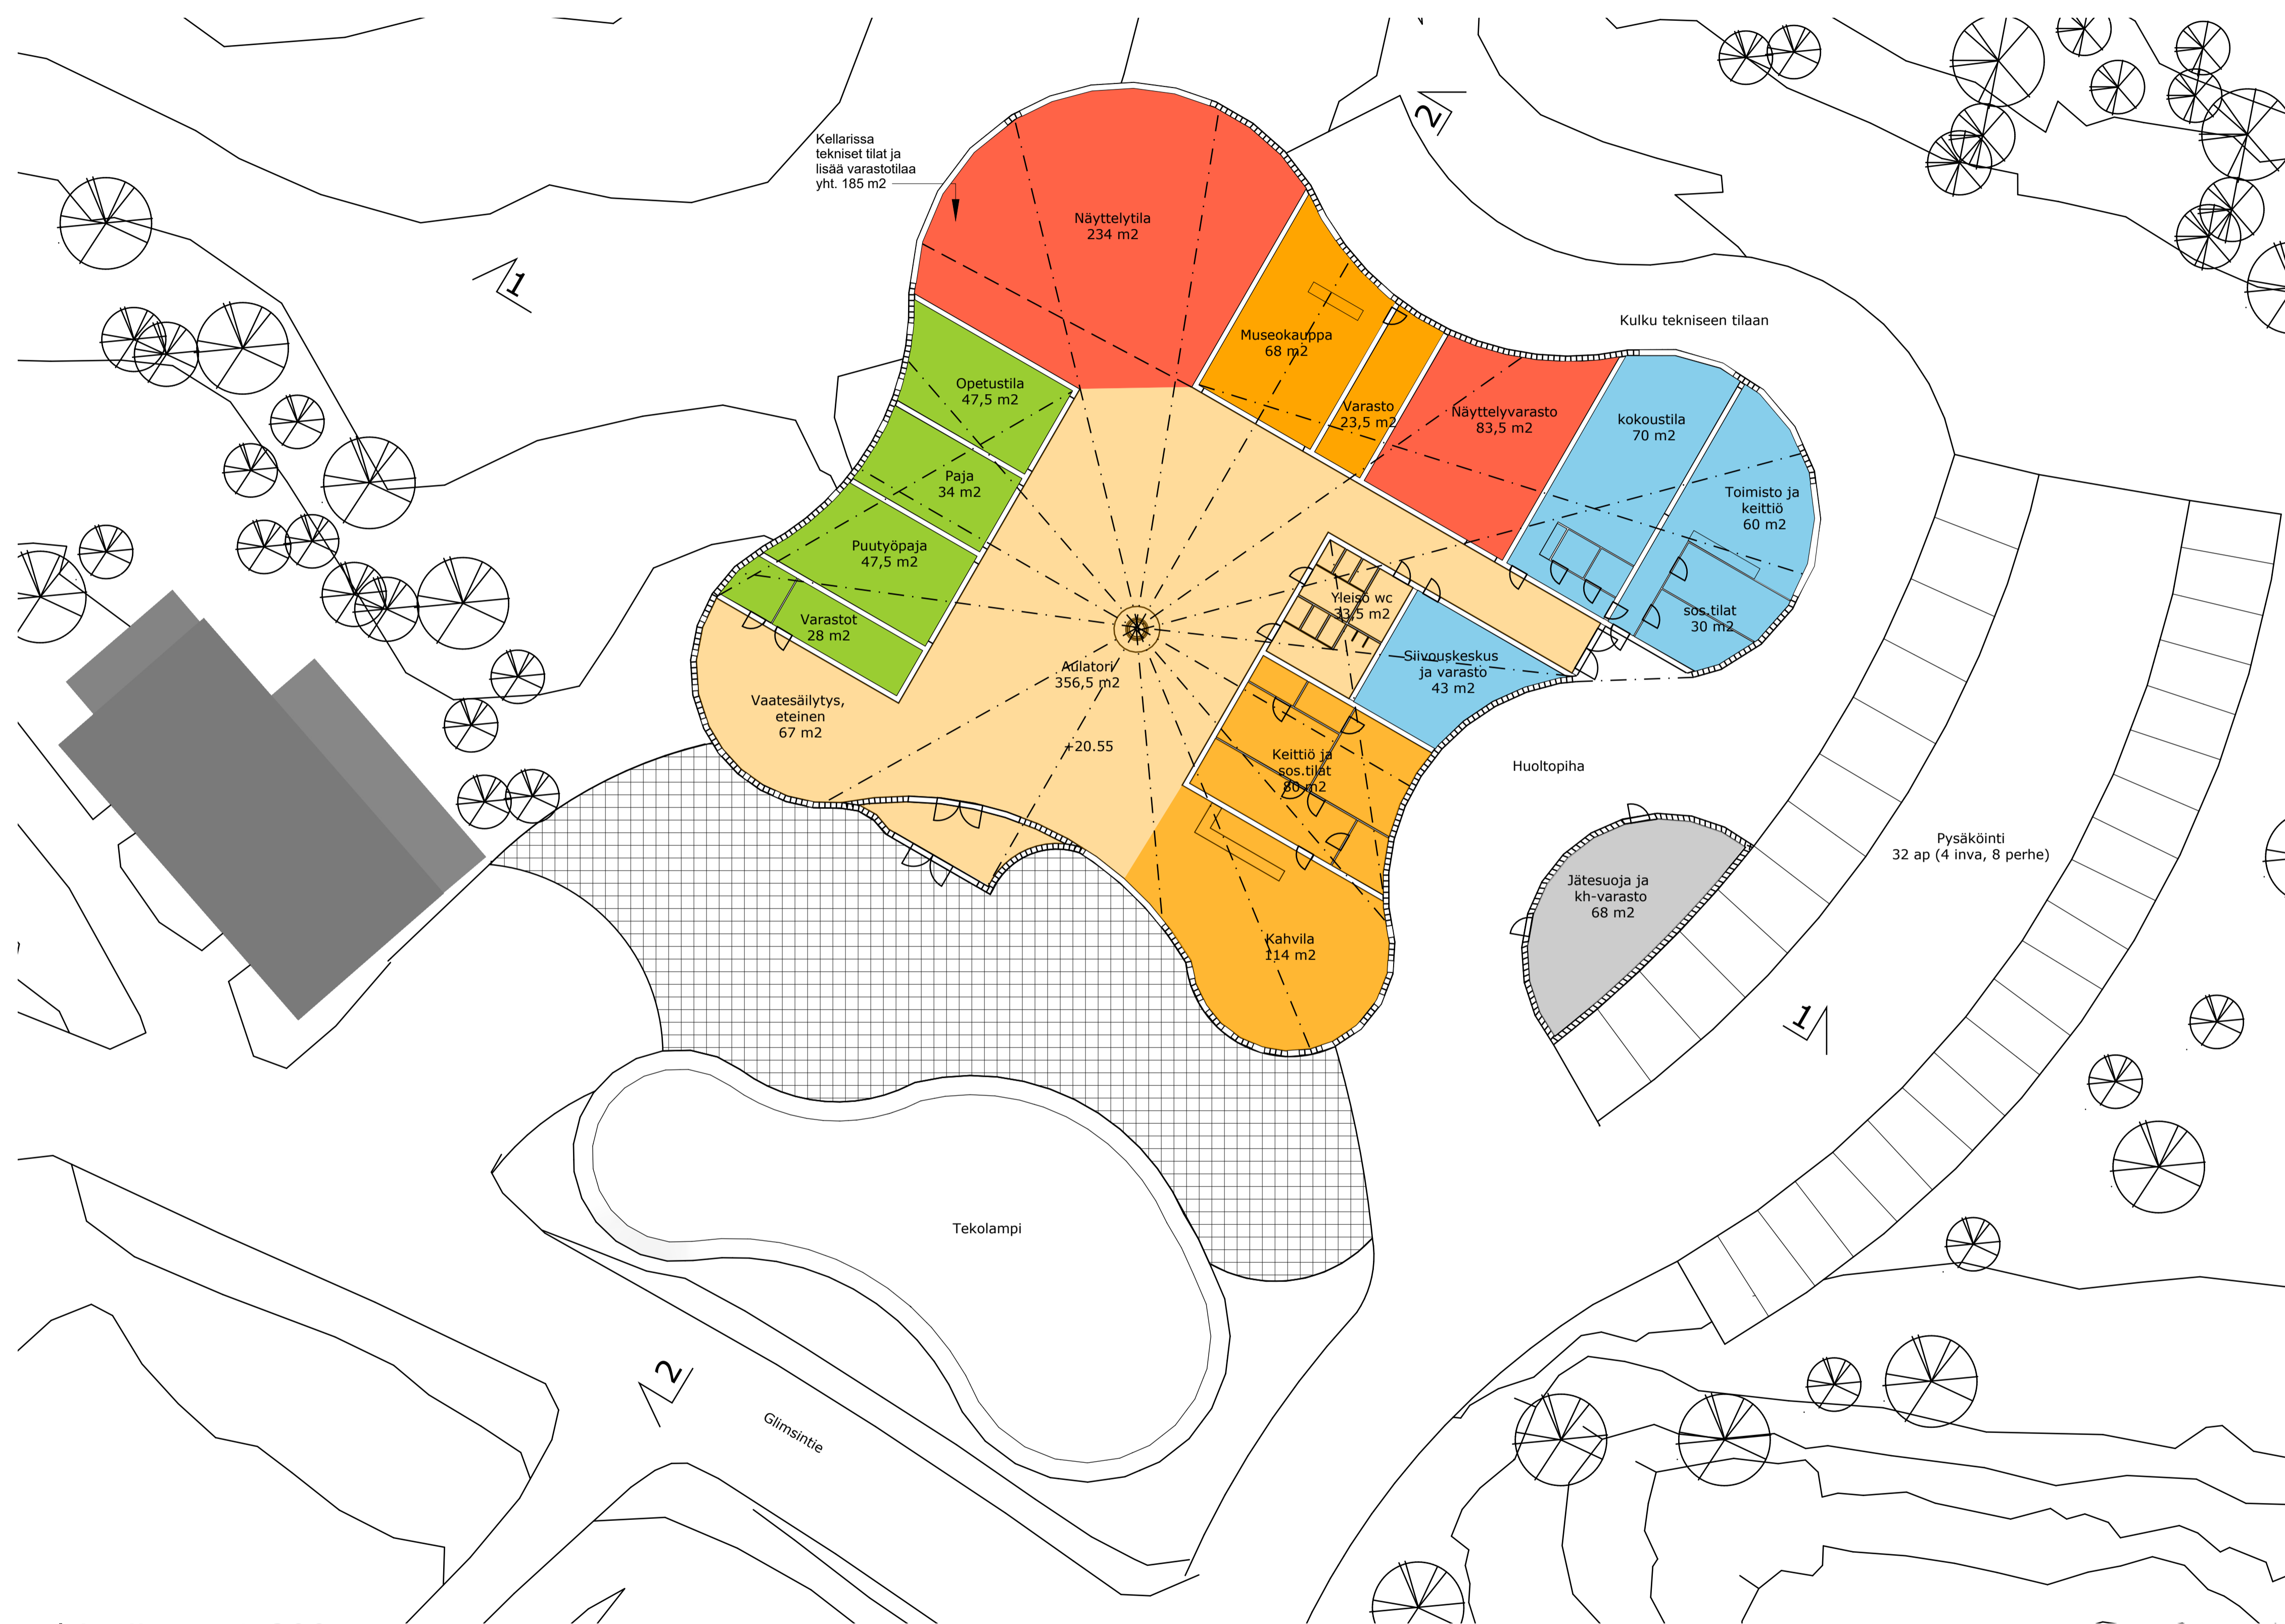 2
Kellarissa
tekniset tilat ja
lisää varastotilaa
yht. 185 m2
Näyttelytila
234 m2
1
Kulku tekniseen tilaan
Museokauppa
68 m2
Opetustila
47,5 m2
Varasto
23,5 m2
Näyttelyvarasto
83,5 m2
kokoustila
70 m2
Paja
34 m2
Toimisto ja
keittiö
60 m2
Puutyöpaja
47,5 m2
Yleisö wc
33,5 m2
sos.tilat
30 m2
Varastot
28 m2
Aulatori
356,5 m2
Siivouskeskus
ja varasto
43 m2
Vaatesäilytys,
eteinen
67 m2
+20.55
Keittiö ja
sos.tilat
80 m2
Huoltopiha
Pysäköinti
32 ap (4 inva, 8 perhe)
Jätesuoja ja
kh-varasto
68 m2
Kahvila
114 m2
1
Tekolampi
2
Glimsintie